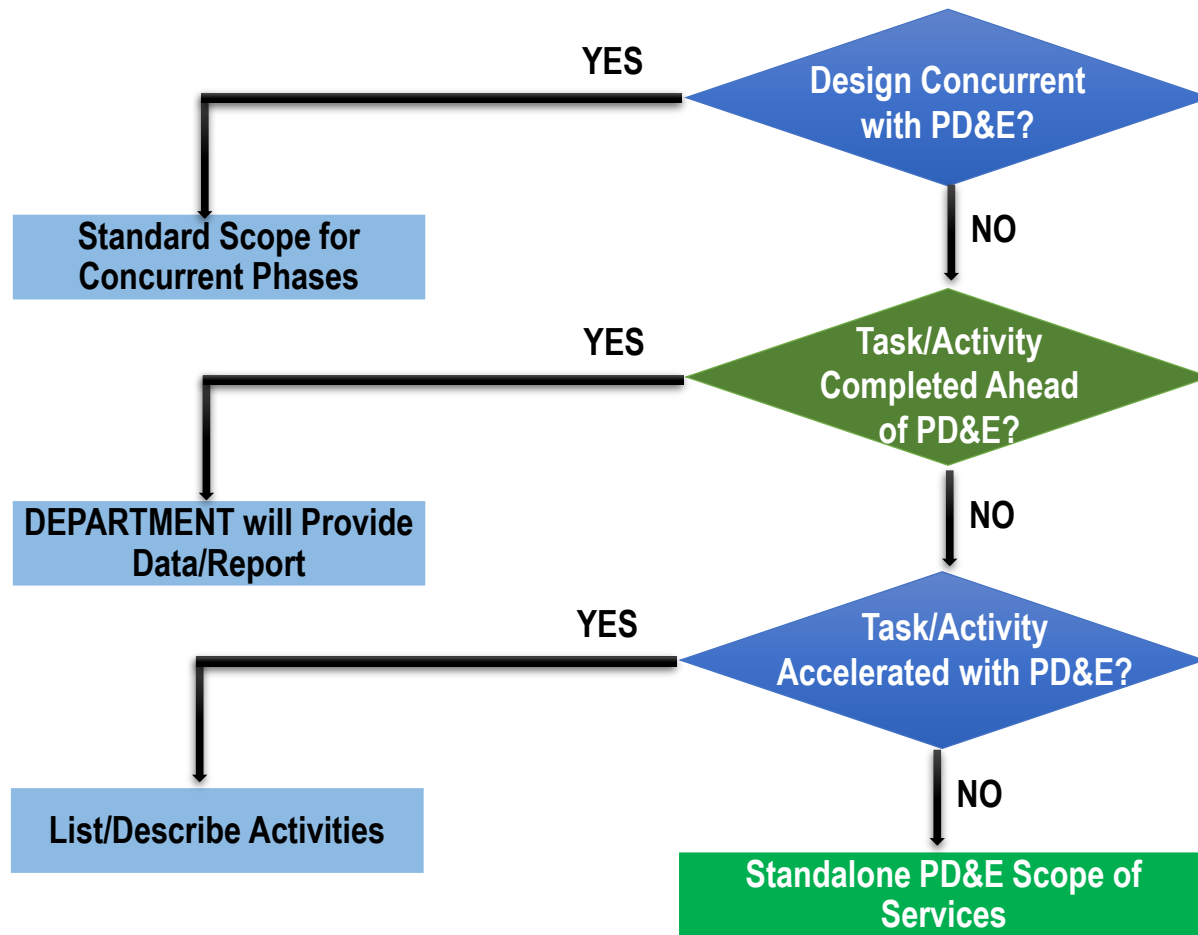 YES
Design Concurrent
with PD&E?
Standard Scope for
Concurrent Phases
NO
YES
Task/Activity
Completed Ahead
of PD&E?
DEPARTMENT will Provide
Data/Report
NO
YES
Task/Activity
Accelerated with PD&E?
List/Describe Activities
NO
Standalone PD&E Scope of
Services